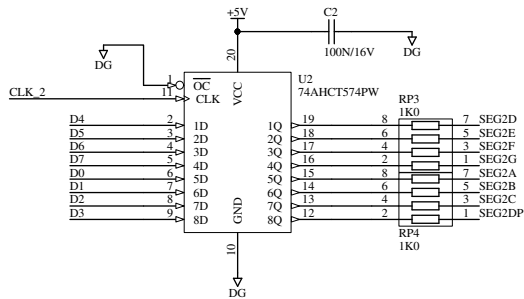 +5V
C2
100N/16V
DG
DG
20
U2
74AHCT574PW
1 OC VCC
CLK_2 11 CLK
RP3
1K0
D4 2 1D 1Q 19 8 7 SEG2D
D5 3 2D 2Q 18 6 5 SEG2E
D6 4 3D 3Q 17 4 3 SEG2F
D7 5 4D 4Q 16 2 1 SEG2G
D0 6 5D 5Q 15 8 7 SEG2A
D1 7 6D 6Q 14 6 5 SEG2B
D2 8 7D 7Q 13 4 3 SEG2C
D3 9 8D GND 8Q 12 2 1 SEG2DP
RP4
1K0
10
DG